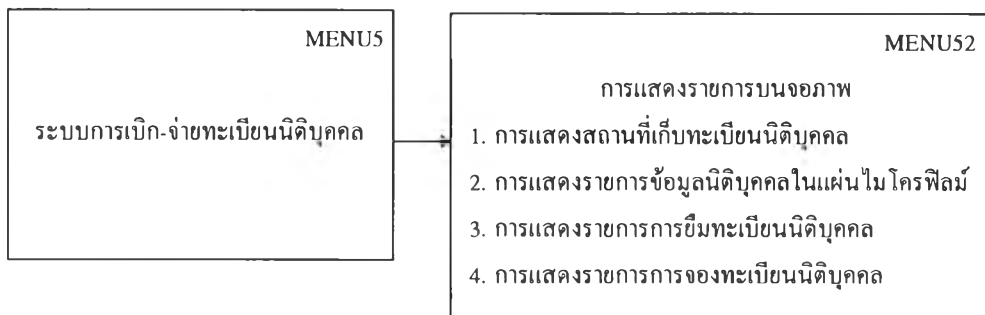 MENU5
ระบบการเบิก-จ่ายทะเบียนนิติบุคคล
MENU52
การแสดงรายการบนจอภาพ
1. การแสดงสถานที่เก็บทะเบียนนิติบุคคล
2. การแสดงรายการข้อมูลนิติบุคคลในแผ่นไมโครฟิลม์
3. การแสดงรายการการยืมทะเบียนนิติบุคคล
4. การแสดงรายการการจองทะเบียนนิติบุคคล